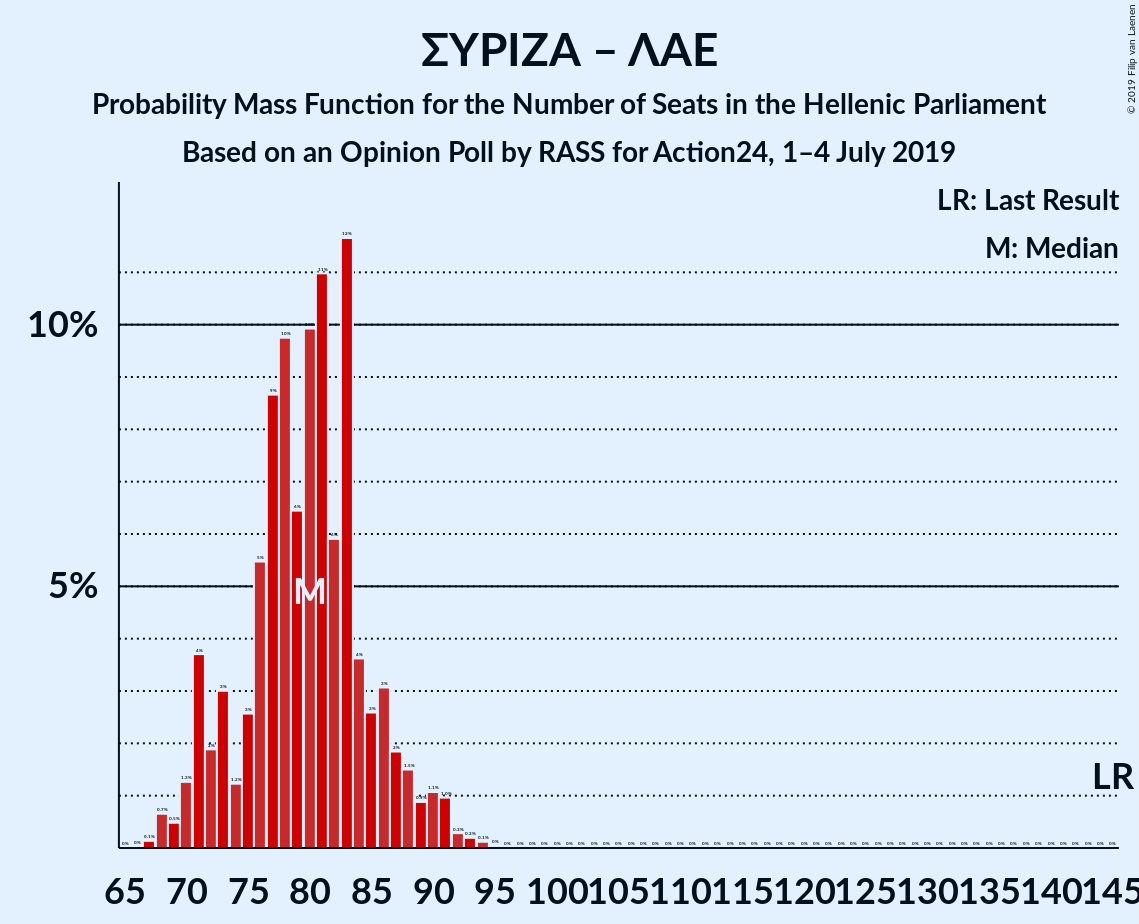 ΣΥΡΙΖΑ – ΛΑΕ
Probability Mass Function for the Number of Seats in the Hellenic Parliament
Based on an Opinion Poll by RASS for Action24, 1–4 July 2019
© 2019 Filip van Laenen
LR: Last Result
M: Median
10%
5%
M
LR
65 70 75 80 85 90 95 100 105 110 115 120 125 130 135 140 145